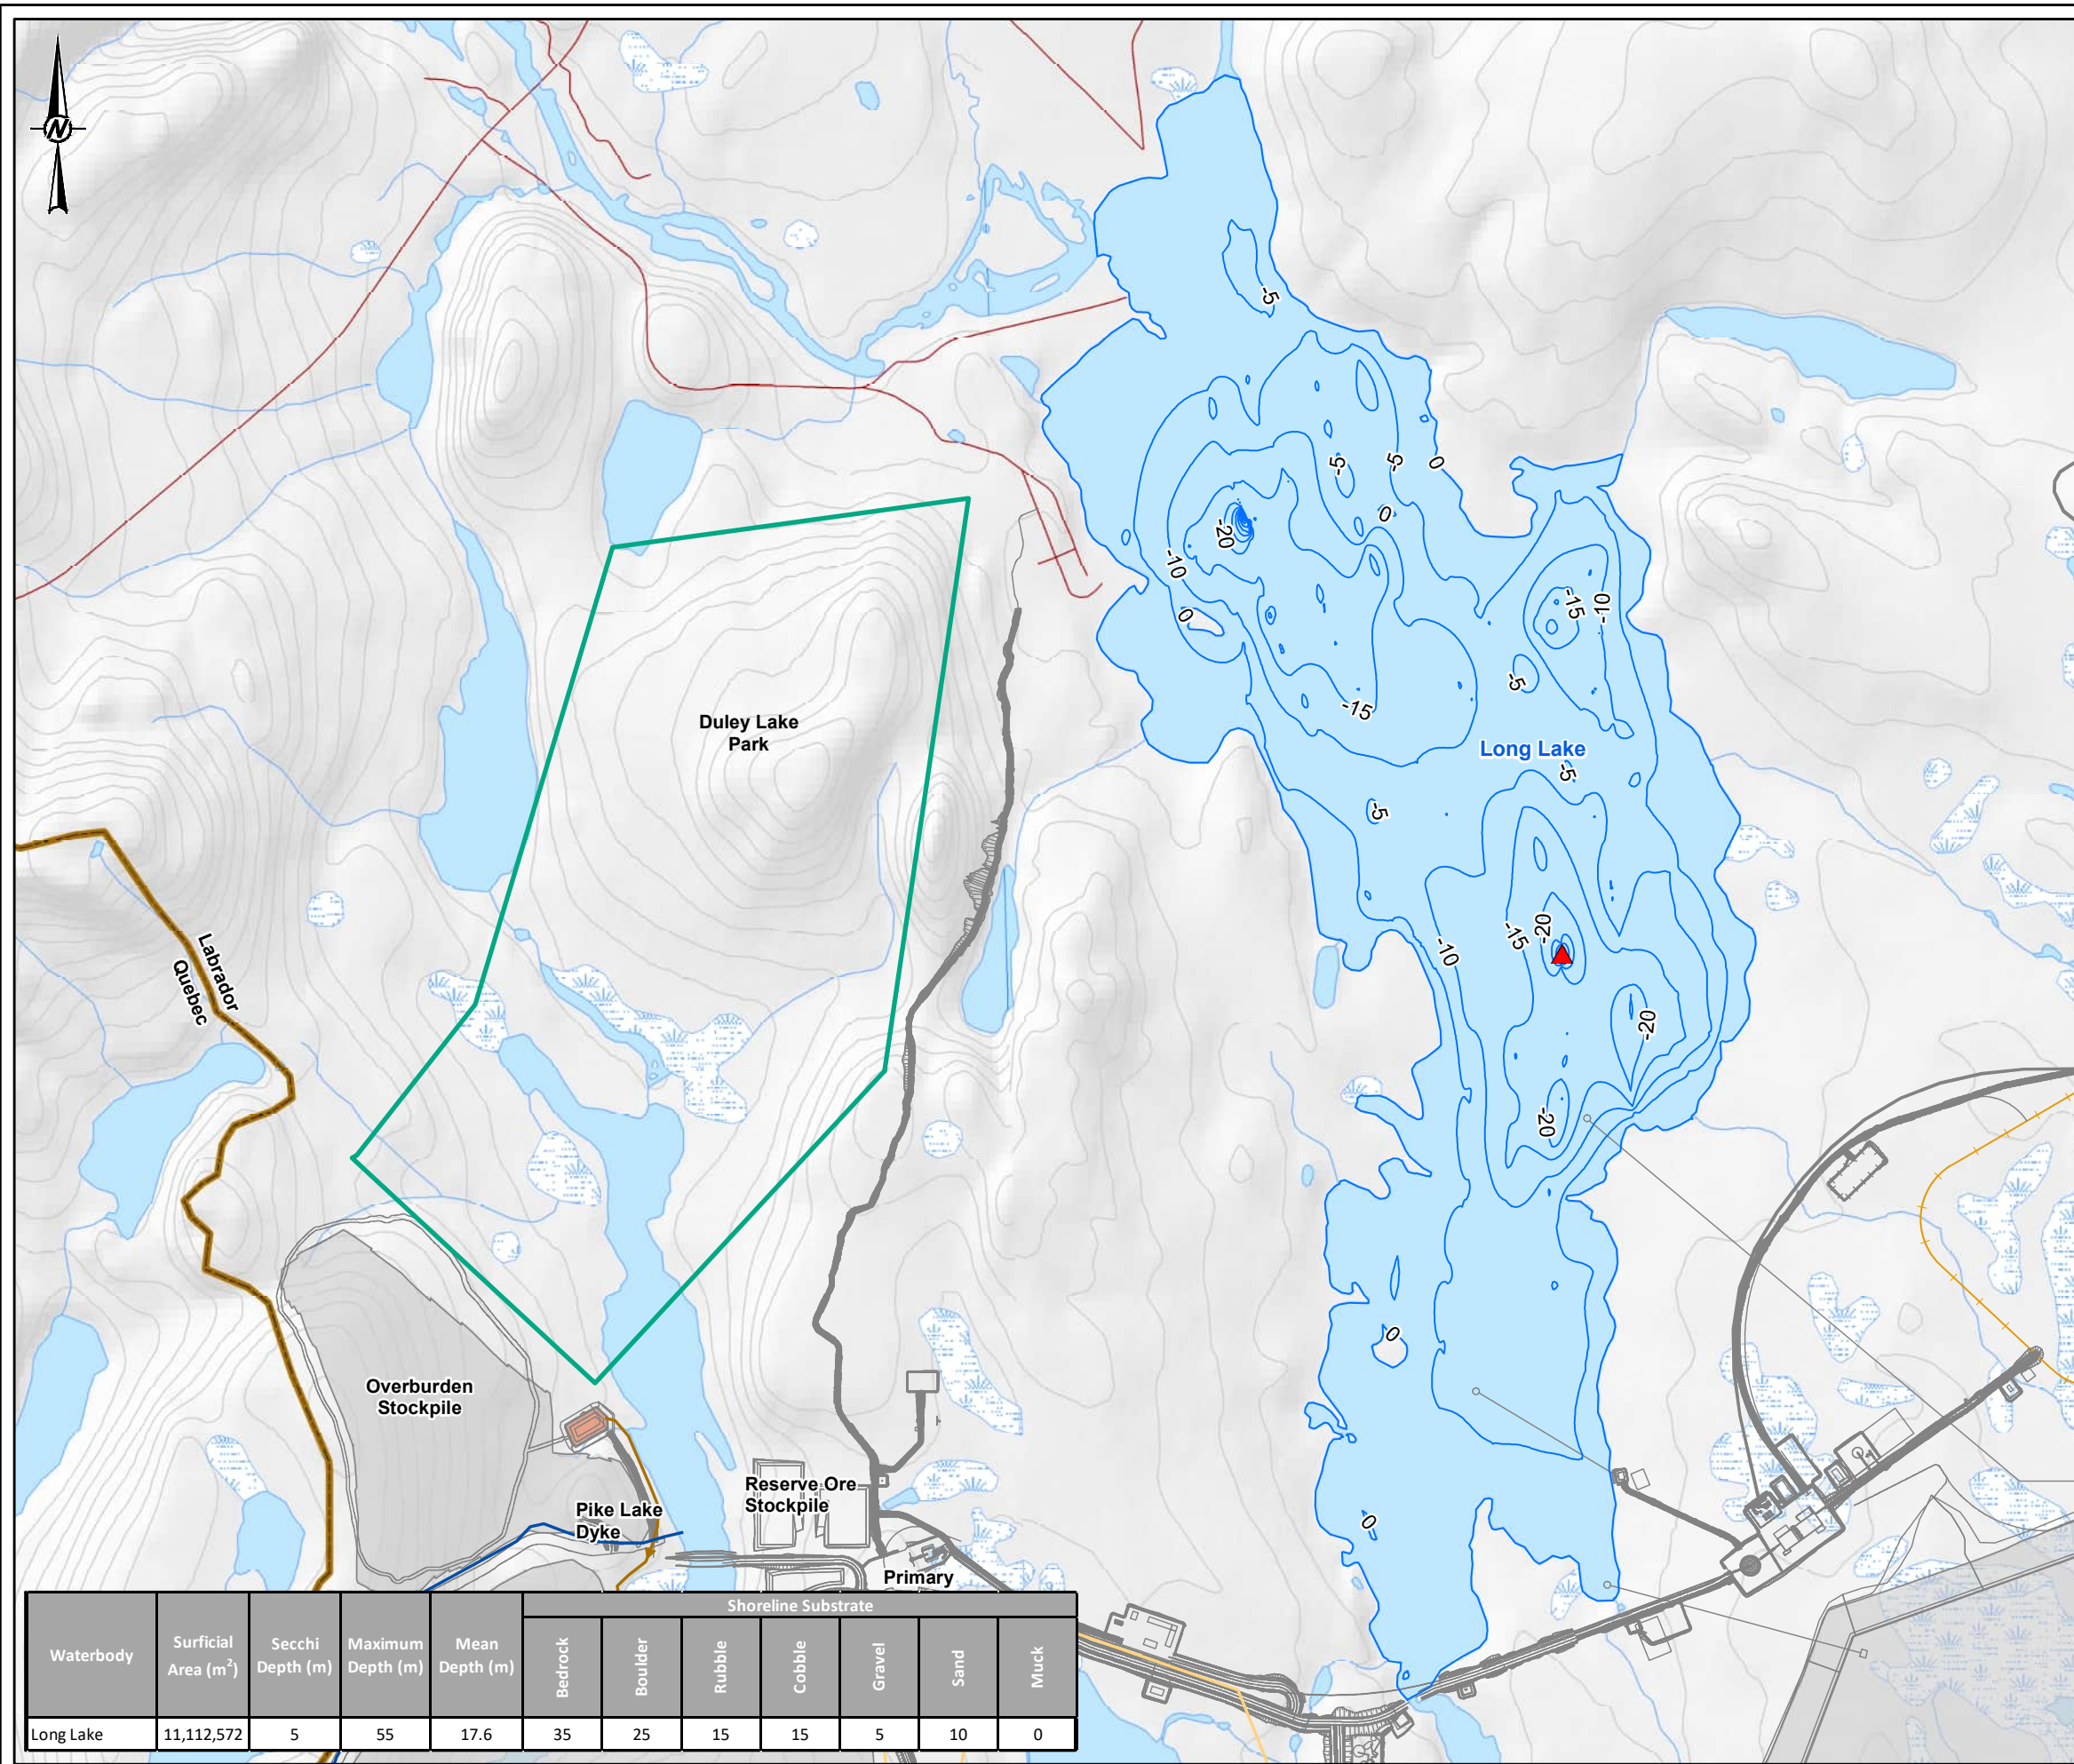 N
-5
-5
-5
0
0
-20
-10
0
-15
-10
-5
-15
Long Lake
-5
-5
Duley Lake
Park
-20
-15
-10
-20
-20
Labrador
Quebec
0
Overburden
Stockpile
Reserve Ore
Stockpile
Pike Lake
Dyke
0
Primary
Waterbody
Surficial
Area (m²)
Secchi
Depth (m)
Maximum
Depth (m)
Mean
Depth (m)
Shoreline Substrate
Bedrock
Boulder
Rubble
Cobble
Gravel
Sand
Muck
Long Lake 11,112,572 5 55 17.6 35 25 15 15 5 10 0